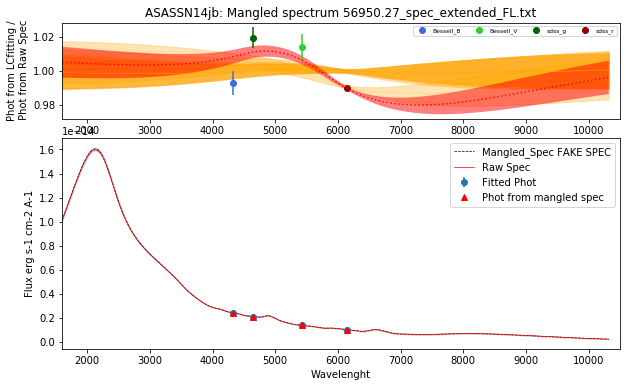 ASASSN14jb: Mangled spectrum 56950.27_spec_extended_FL.txt
Phot from LCfitting /
Phot from Raw Spec
1.02
1.00
0.98
Bessell_B
Bessell_V
sdss_g
sdss_r
2000 3000 4000 5000 6000 7000 8000 9000 10000
1e−14
Flux erg s-1 cm-2 A-1
1.6
1.4
1.2
1.0
0.8
0.6
0.4
0.2
0.0
Mangled_Spec FAKE SPEC
Raw Spec
Fitted Phot
Phot from mangled spec
2000 3000 4000 5000 6000 7000 8000 9000 10000
Wavelenght